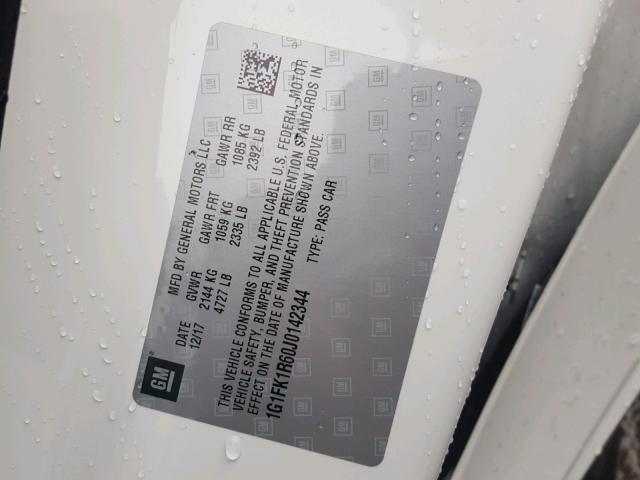 GM
MFD BY GENERAL MOTORS LLC
DATE GVWR GAWR FRT GAWR RR
12/17 2144 KG 1059 KG 1085 KG
4727 LB 2335 LB 2392 LB
THIS VEHICLE CONFORMS TO ALL APPLICABLE U.S. FEDERAL MOTOR
VEHICLE SAFETY, BUMPER, AND THEFT PREVENTION STANDARDS IN
EFFECT ON THE DATE OF MANUFACTURE SHOWN ABOVE.
1G1FK1R60J0142344 TYPE: PASS CAR